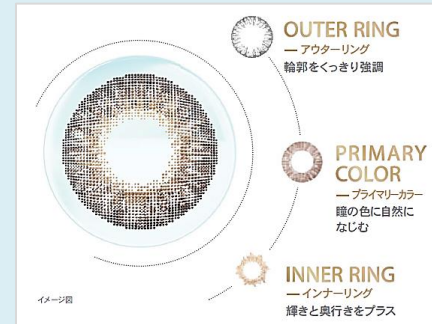 OUTER RING
アウターリング
輪郭をくっきり強調
PRIMARY
COLOR
プライマリーカラー
瞳の色に自然に
なじむ
INNER RING
インナーリング
輝きと奥行きをプラス
イメージ図